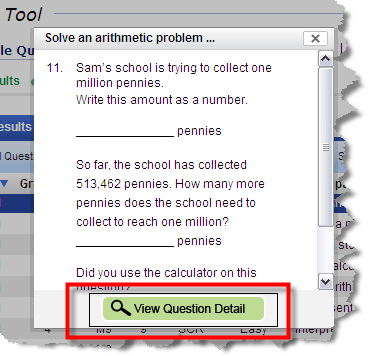 Tool
Solve an arithmetic problem ...
le Qu
ults
esults
Quest
S
Gr
11. Sam's school is trying to collect one
million pennies.
Write this amount as a number.
pennies
So far, the school has collected
513,462 pennies. How many more
pennies does the school need to
collect to reach one million?
pennies
Did you use the calculator on this
question?
View Question Detail
4 M9 9 SCR Easy Interpre